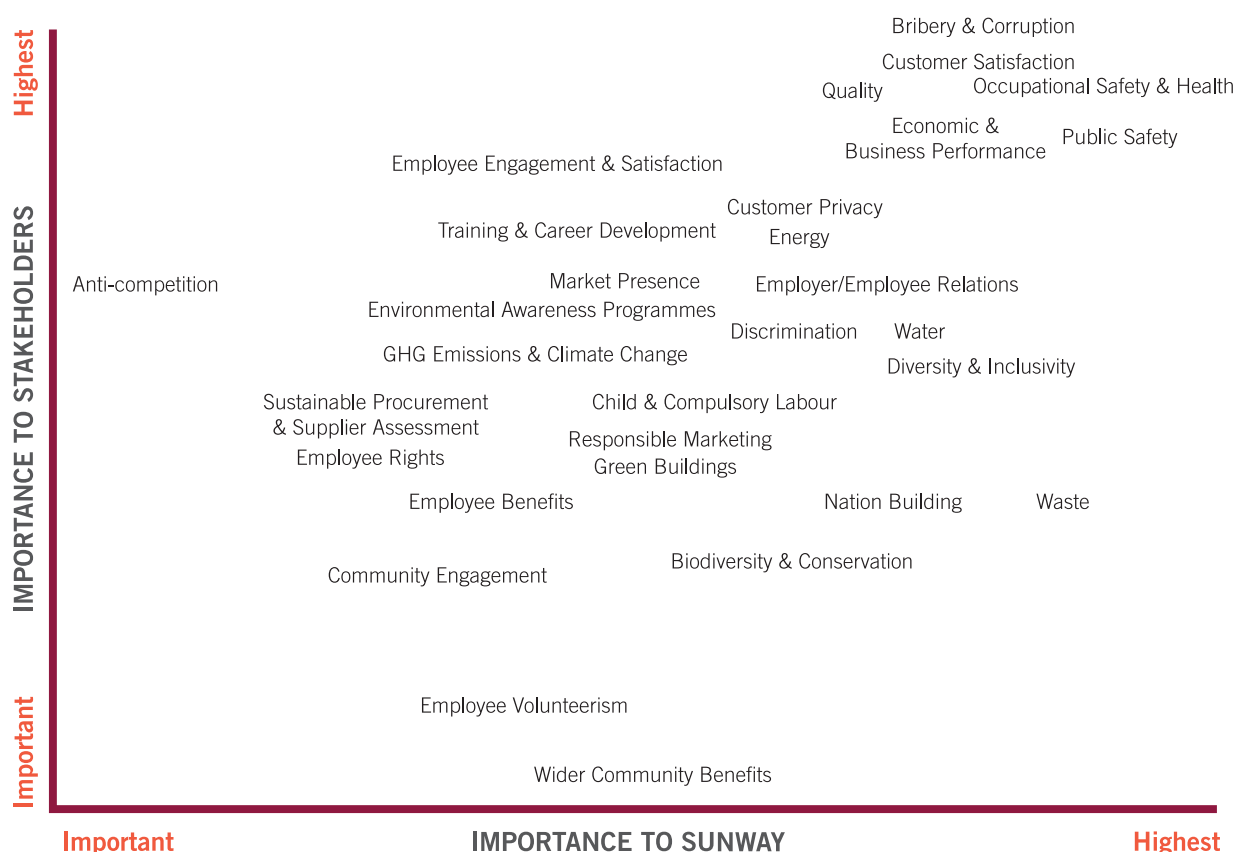 Highest
IMPORTANCE TO STAKEHOLDERS
Important
Bribery & Corruption
Customer Satisfaction
Quality
Occupational Safety & Health
Economic &
Business Performance
Public Safety
Employee Engagement & Satisfaction
Customer Privacy
Training & Career Development
Energy
Anti-competition
Market Presence
Employer/Employee Relations
Environmental Awareness Programmes
Discrimination
Water
GHG Emissions & Climate Change
Diversity & Inclusivity
Sustainable Procurement
& Supplier Assessment
Child & Compulsory Labour
Responsible Marketing
Employee Rights
Green Buildings
Employee Benefits
Nation Building
Waste
Biodiversity & Conservation
Community Engagement
Employee Volunteerism
Wider Community Benefits
Important
IMPORTANCE TO SUNWAY
Highest